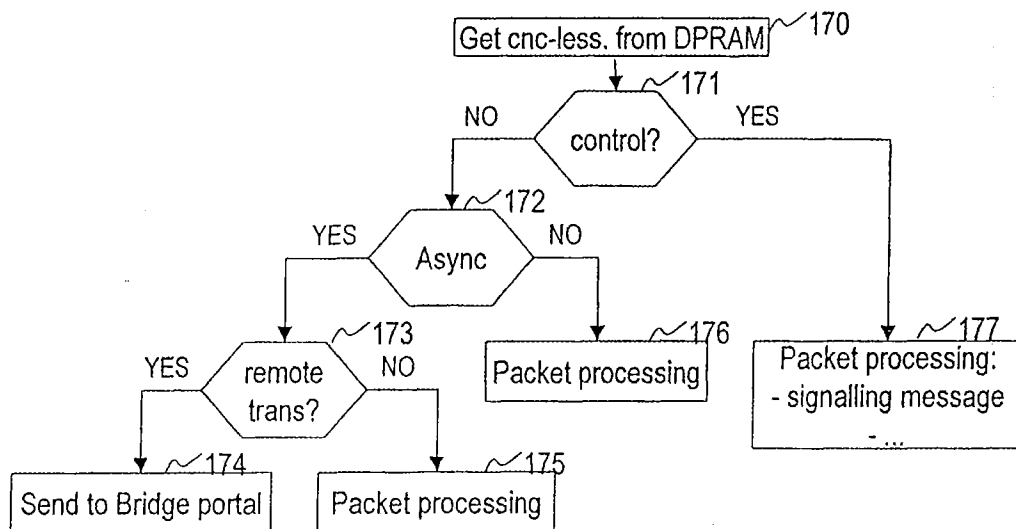 Get cnc-less. from DPRAM
170
171
NO
control?
YES
172
YES
Async
NO
173
YES
remote
trans?
NO
176
Packet processing
177
Packet processing:
- signalling message
- ...
174
Send to Bridge portal
175
Packet processing